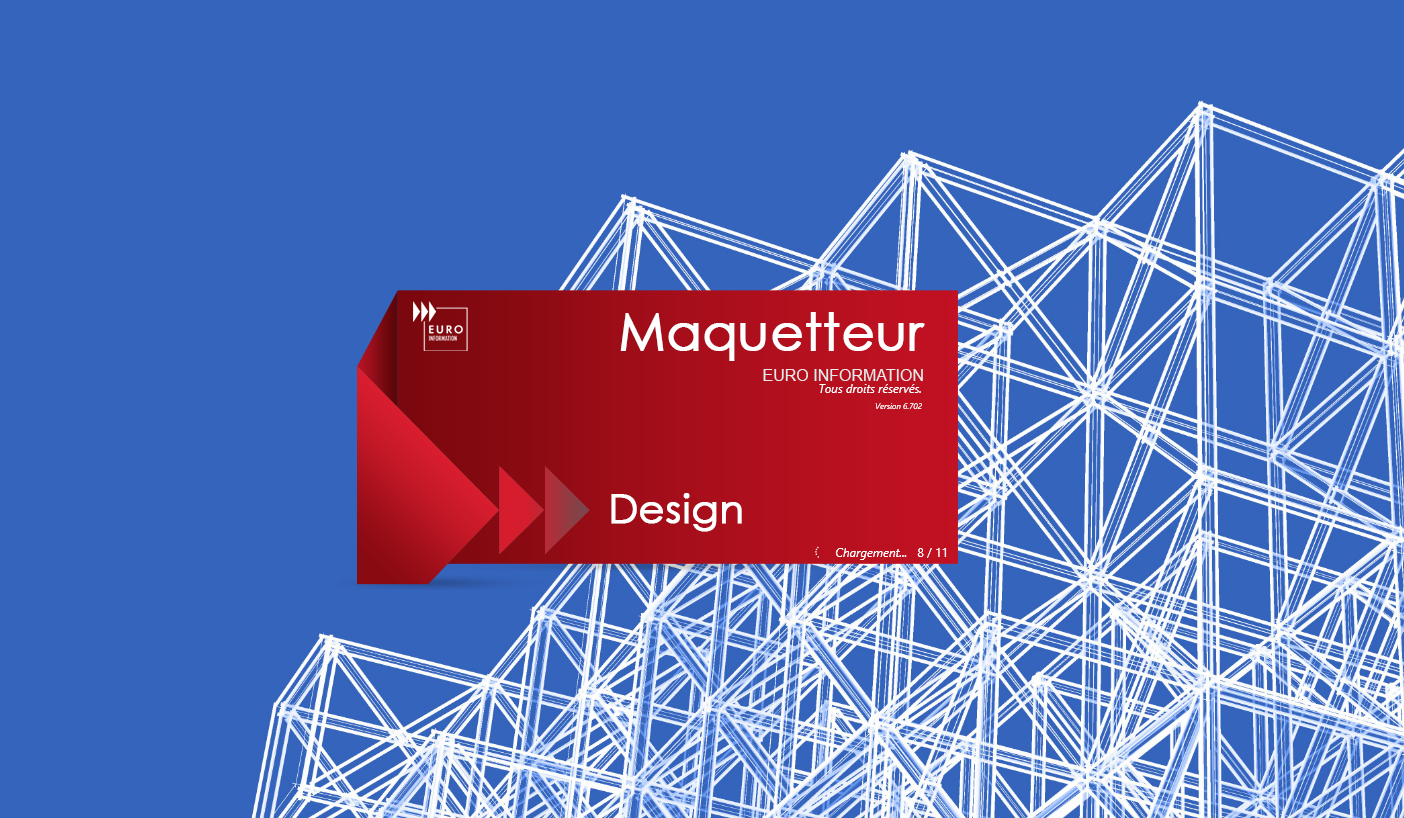 EURO
INFORMATION
Maquetteur
EURO INFORMATION
Tous droits réservés.
Version 6.702
Design
Chargement... 8 / 11